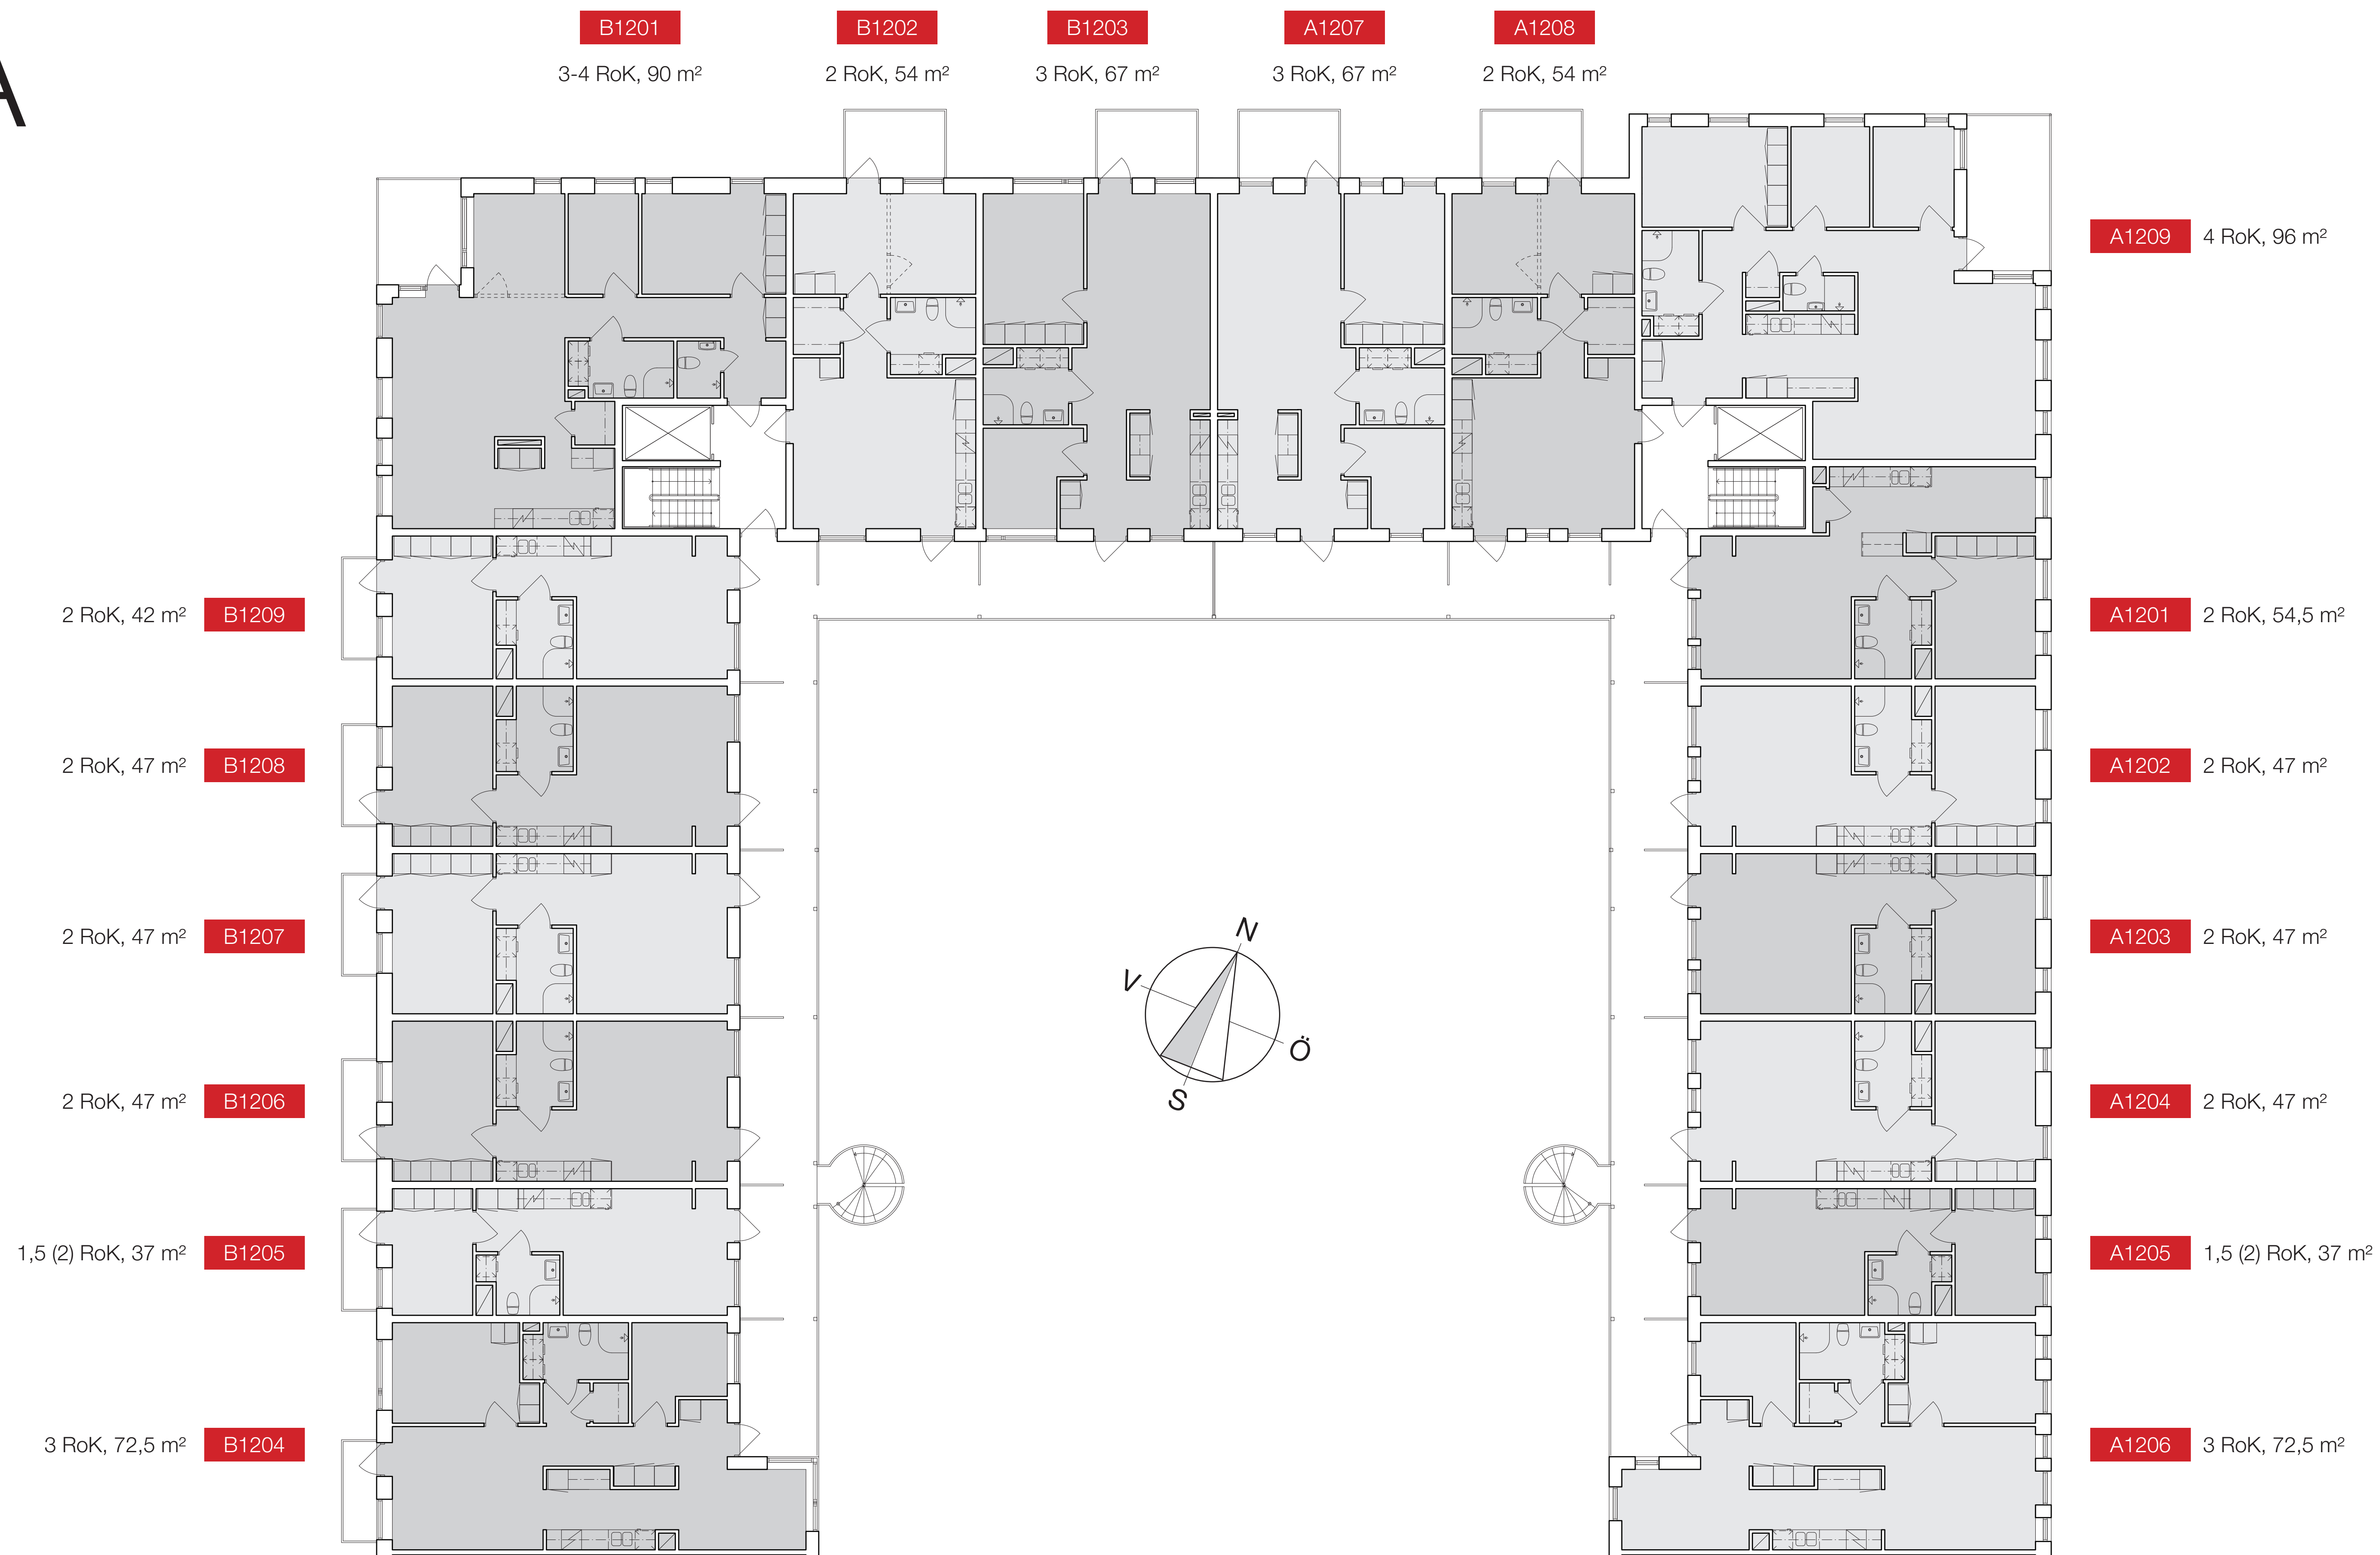 A
B1201
B1202
B1203
A1207
A1208
3-4 RoK, 90 m²
2 RoK, 54 m²
3 RoK, 67 m²
3 RoK, 67 m²
2 RoK, 54 m²
A1209 4 RoK, 96 m²
2 RoK, 42 m² B1209
A1201 2 RoK, 54,5 m²
2 RoK, 47 m² B1208
A1202 2 RoK, 47 m²
2 RoK, 47 m² B1207
A1203 2 RoK, 47 m²
N
V
Ö
S
2 RoK, 47 m² B1206
A1204 2 RoK, 47 m²
1,5 (2) RoK, 37 m² B1205
A1205 1,5 (2) RoK, 37 m²
3 RoK, 72,5 m² B1204
A1206 3 RoK, 72,5 m²